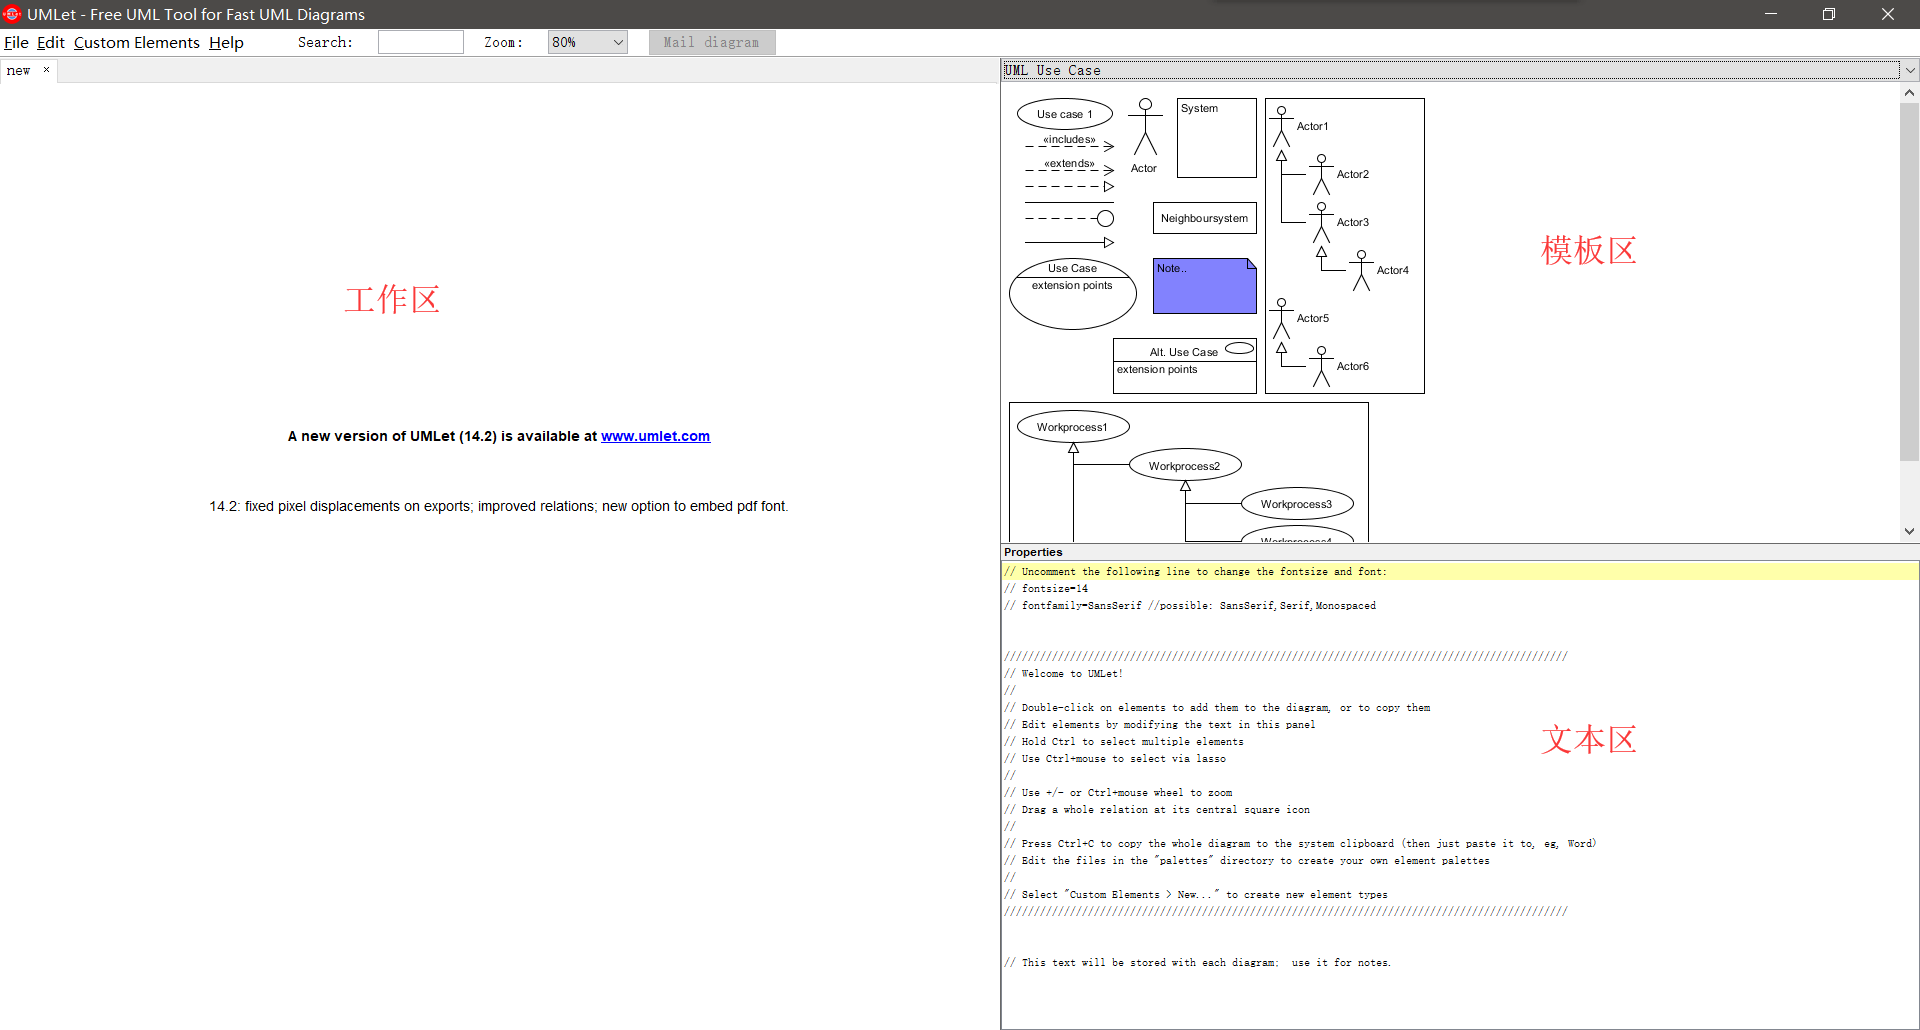 UMLet - Free UML Tool for Fast UML Diagrams
File Edit Custom Elements Help Search: Zoom: 80% Mail diagram
new ×
工作区
A new version of UMLet (14.2) is available at www.umlet.com
14.2: fixed pixel displacements on exports; improved relations; new option to embed pdf font.
UML Use Case
Use case 1
«includes»
«extends»
Actor
System
Neighboursystem
Use Case
extension points
Note..
Alt. Use Case
extension points
Actor1
Actor2
Actor3
Actor4
Actor5
Actor6
模板区
Workprocess1
Workprocess2
Workprocess3
Workprocess4
Properties
// Uncomment the following line to change the fontsize and font:
// fontsize=14
// fontfamily=SansSerif //possible: SansSerif,Serif,Monospaced
//////////////////////////////////////////////////////////////////////////////////////////////
// Welcome to UMLet!
//
// Double-click on elements to add them to the diagram, or to copy them
// Edit elements by modifying the text in this panel
// Hold Ctrl to select multiple elements
// Use Ctrl+mouse to select via lasso
//
// Use +/- or Ctrl+mouse wheel to zoom
// Drag a whole relation at its central square icon
//
// Press Ctrl+C to copy the whole diagram to the system clipboard (then just paste it to, eg, Word)
// Edit the files in the "palettes" directory to create your own element palettes
//
// Select "Custom Elements > New..." to create new element types
//////////////////////////////////////////////////////////////////////////////////////////////
// This text will be stored with each diagram;  use it for notes.
文本区